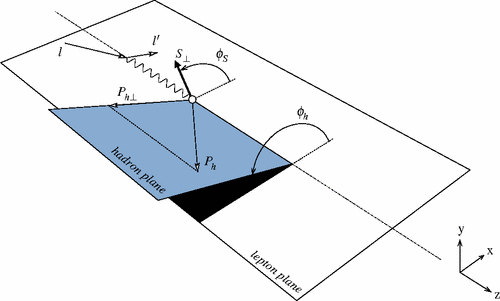 l
l'
S⊥
ϕS
Ph⊥
ϕh
Ph
hadron plane
lepton plane
y
x
z